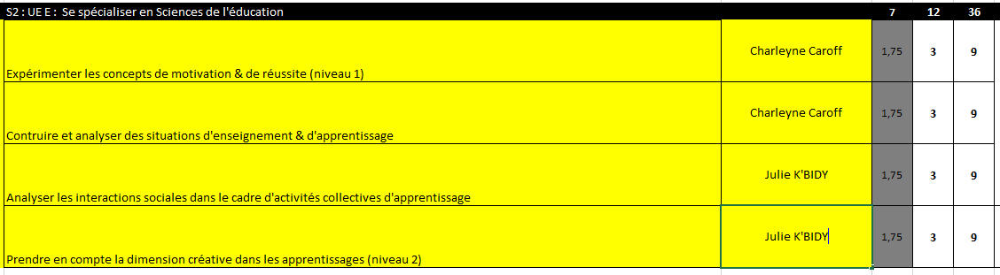 S2 : UE E : Se spécialiser en Sciences de l'éducation 7 12 36
Expérimenter les concepts de motivation & de réussite (niveau 1) Charleyne Caroff 1,75 3 9
Contruire et analyser des situations d'enseignement & d'apprentissage Charleyne Caroff 1,75 3 9
Analyser les interactions sociales dans le cadre d'activités collectives d'apprentissage Julie K'BIDY 1,75 3 9
Prendre en compte la dimension créative dans les apprentissages (niveau 2) Julie K'BIDY 1,75 3 9